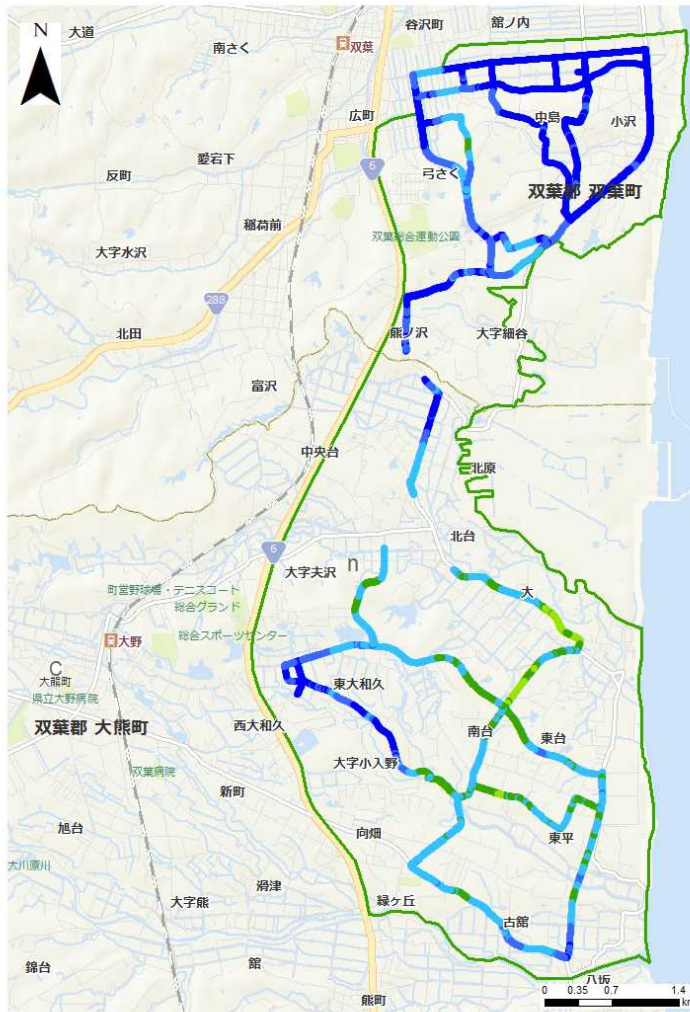 N
大道
南さく
双葉
谷沢町
舘ノ内
広町
中島
小沢
愛宕下
反町
6
弓さく
双葉郡 双葉町
稲荷前
双葉総合運動公園
大字水沢
288
北田
熊ノ沢
大字細谷
富沢
中央台
北原
北台
6
大字夫沢
n
町営野球場・テニスコート
大
総合グランド
大野
総合スポーツセンター
C
大熊町
東大和久
県立大野病院
双葉郡 大熊町
西大和久
南台
東台
双葉病院
大字小入野
新町
旭台
向畑
東平
大川原川
滑津
緑ケ丘
大字熊
古舘
錦台
舘
八坂
熊町
0 0.35 0.7 1.4
km